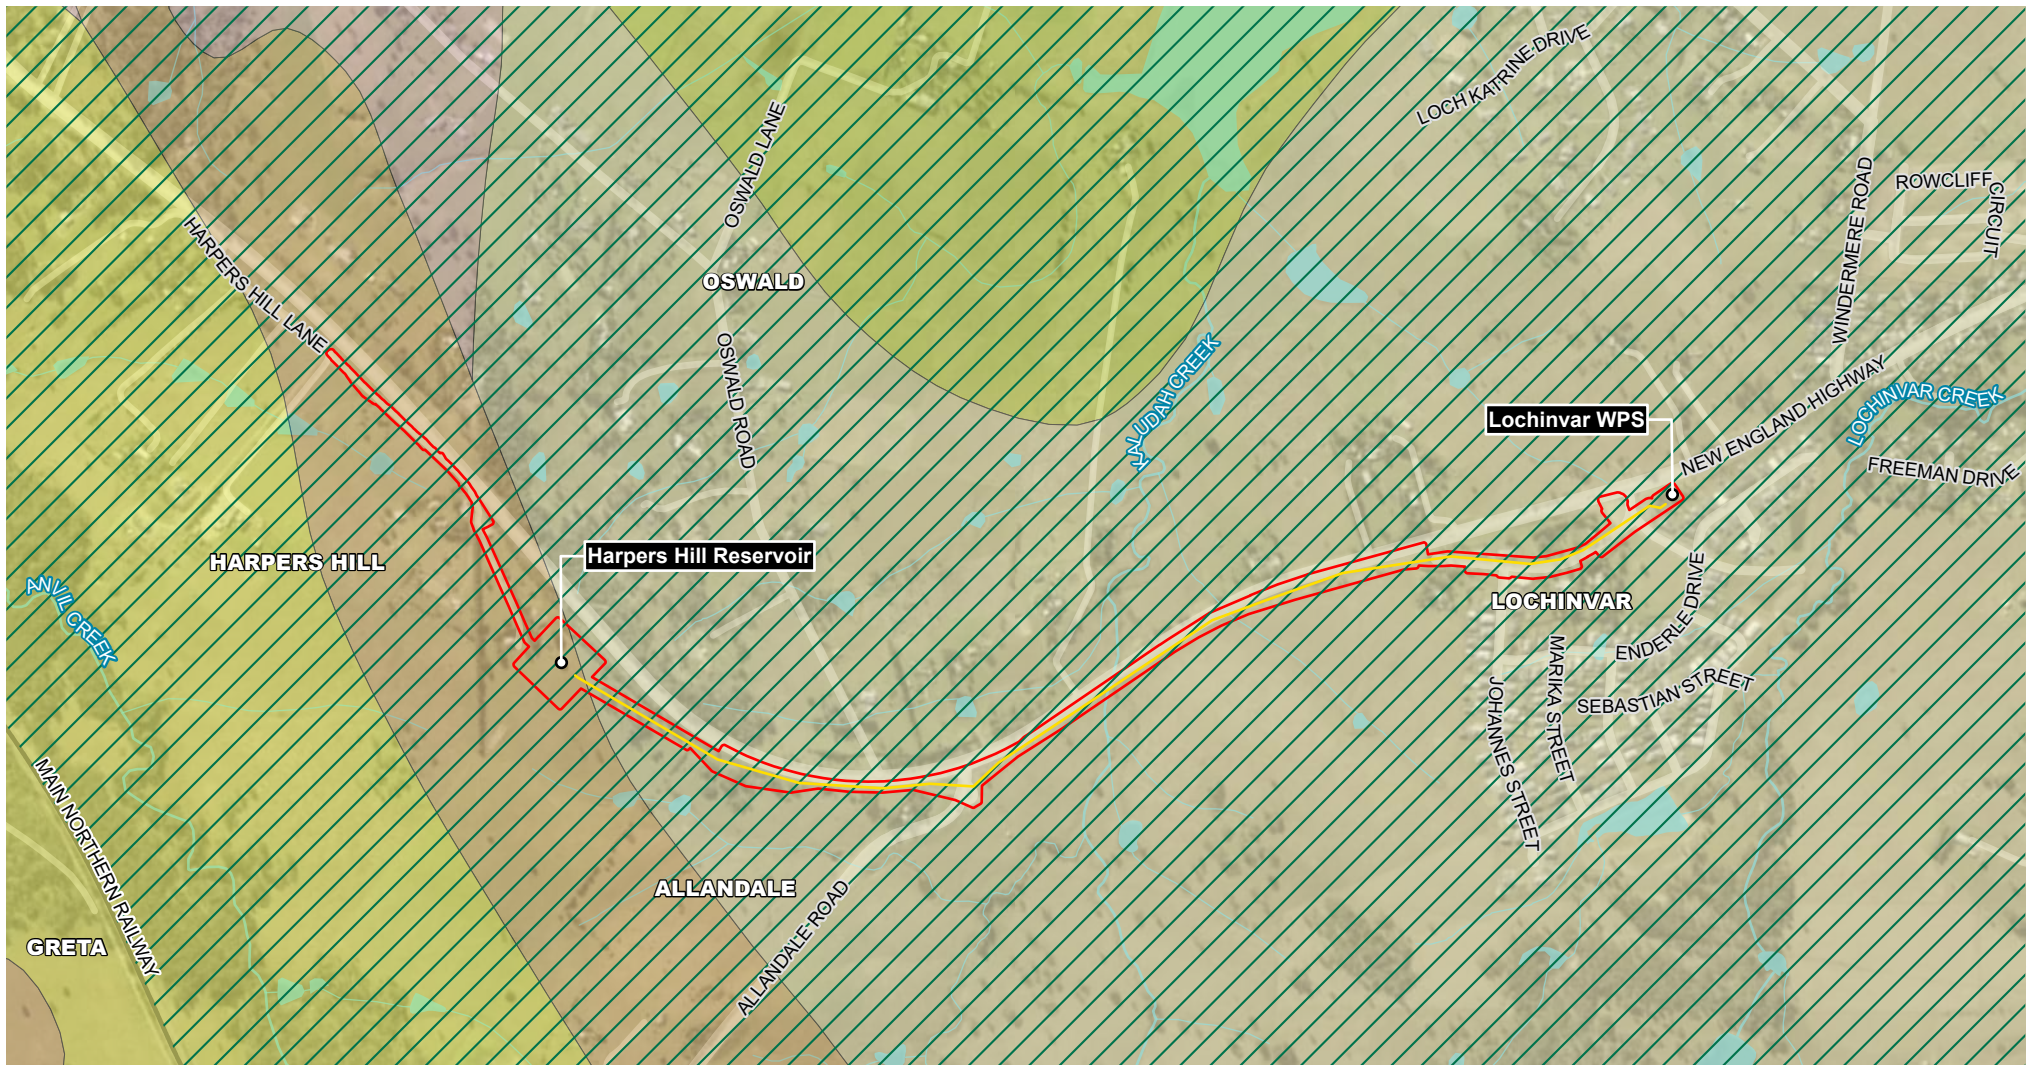 LOCH KATRINE DRIVE
OSWALD LANE
WINDERMERE ROAD
ROWCLIFF CIRCUIT
HARPERS HILL LANE
OSWALD
OSWALD ROAD
KALUDAH CREEK
NEW ENGLAND HIGHWAY
LOCHINVAR CREEK
Lochinvar WPS
FREEMAN DRIVE
HARPERS HILL
Harpers Hill Reservoir
ANVIL CREEK
LOCHINVAR
ENDERLE DRIVE
MARIKA STREET
SEBASTIAN STREET
JOHANNES STREET
MAIN NORTHERN RAILWAY
ALLANDALE
ALLANDALE ROAD
GRETA